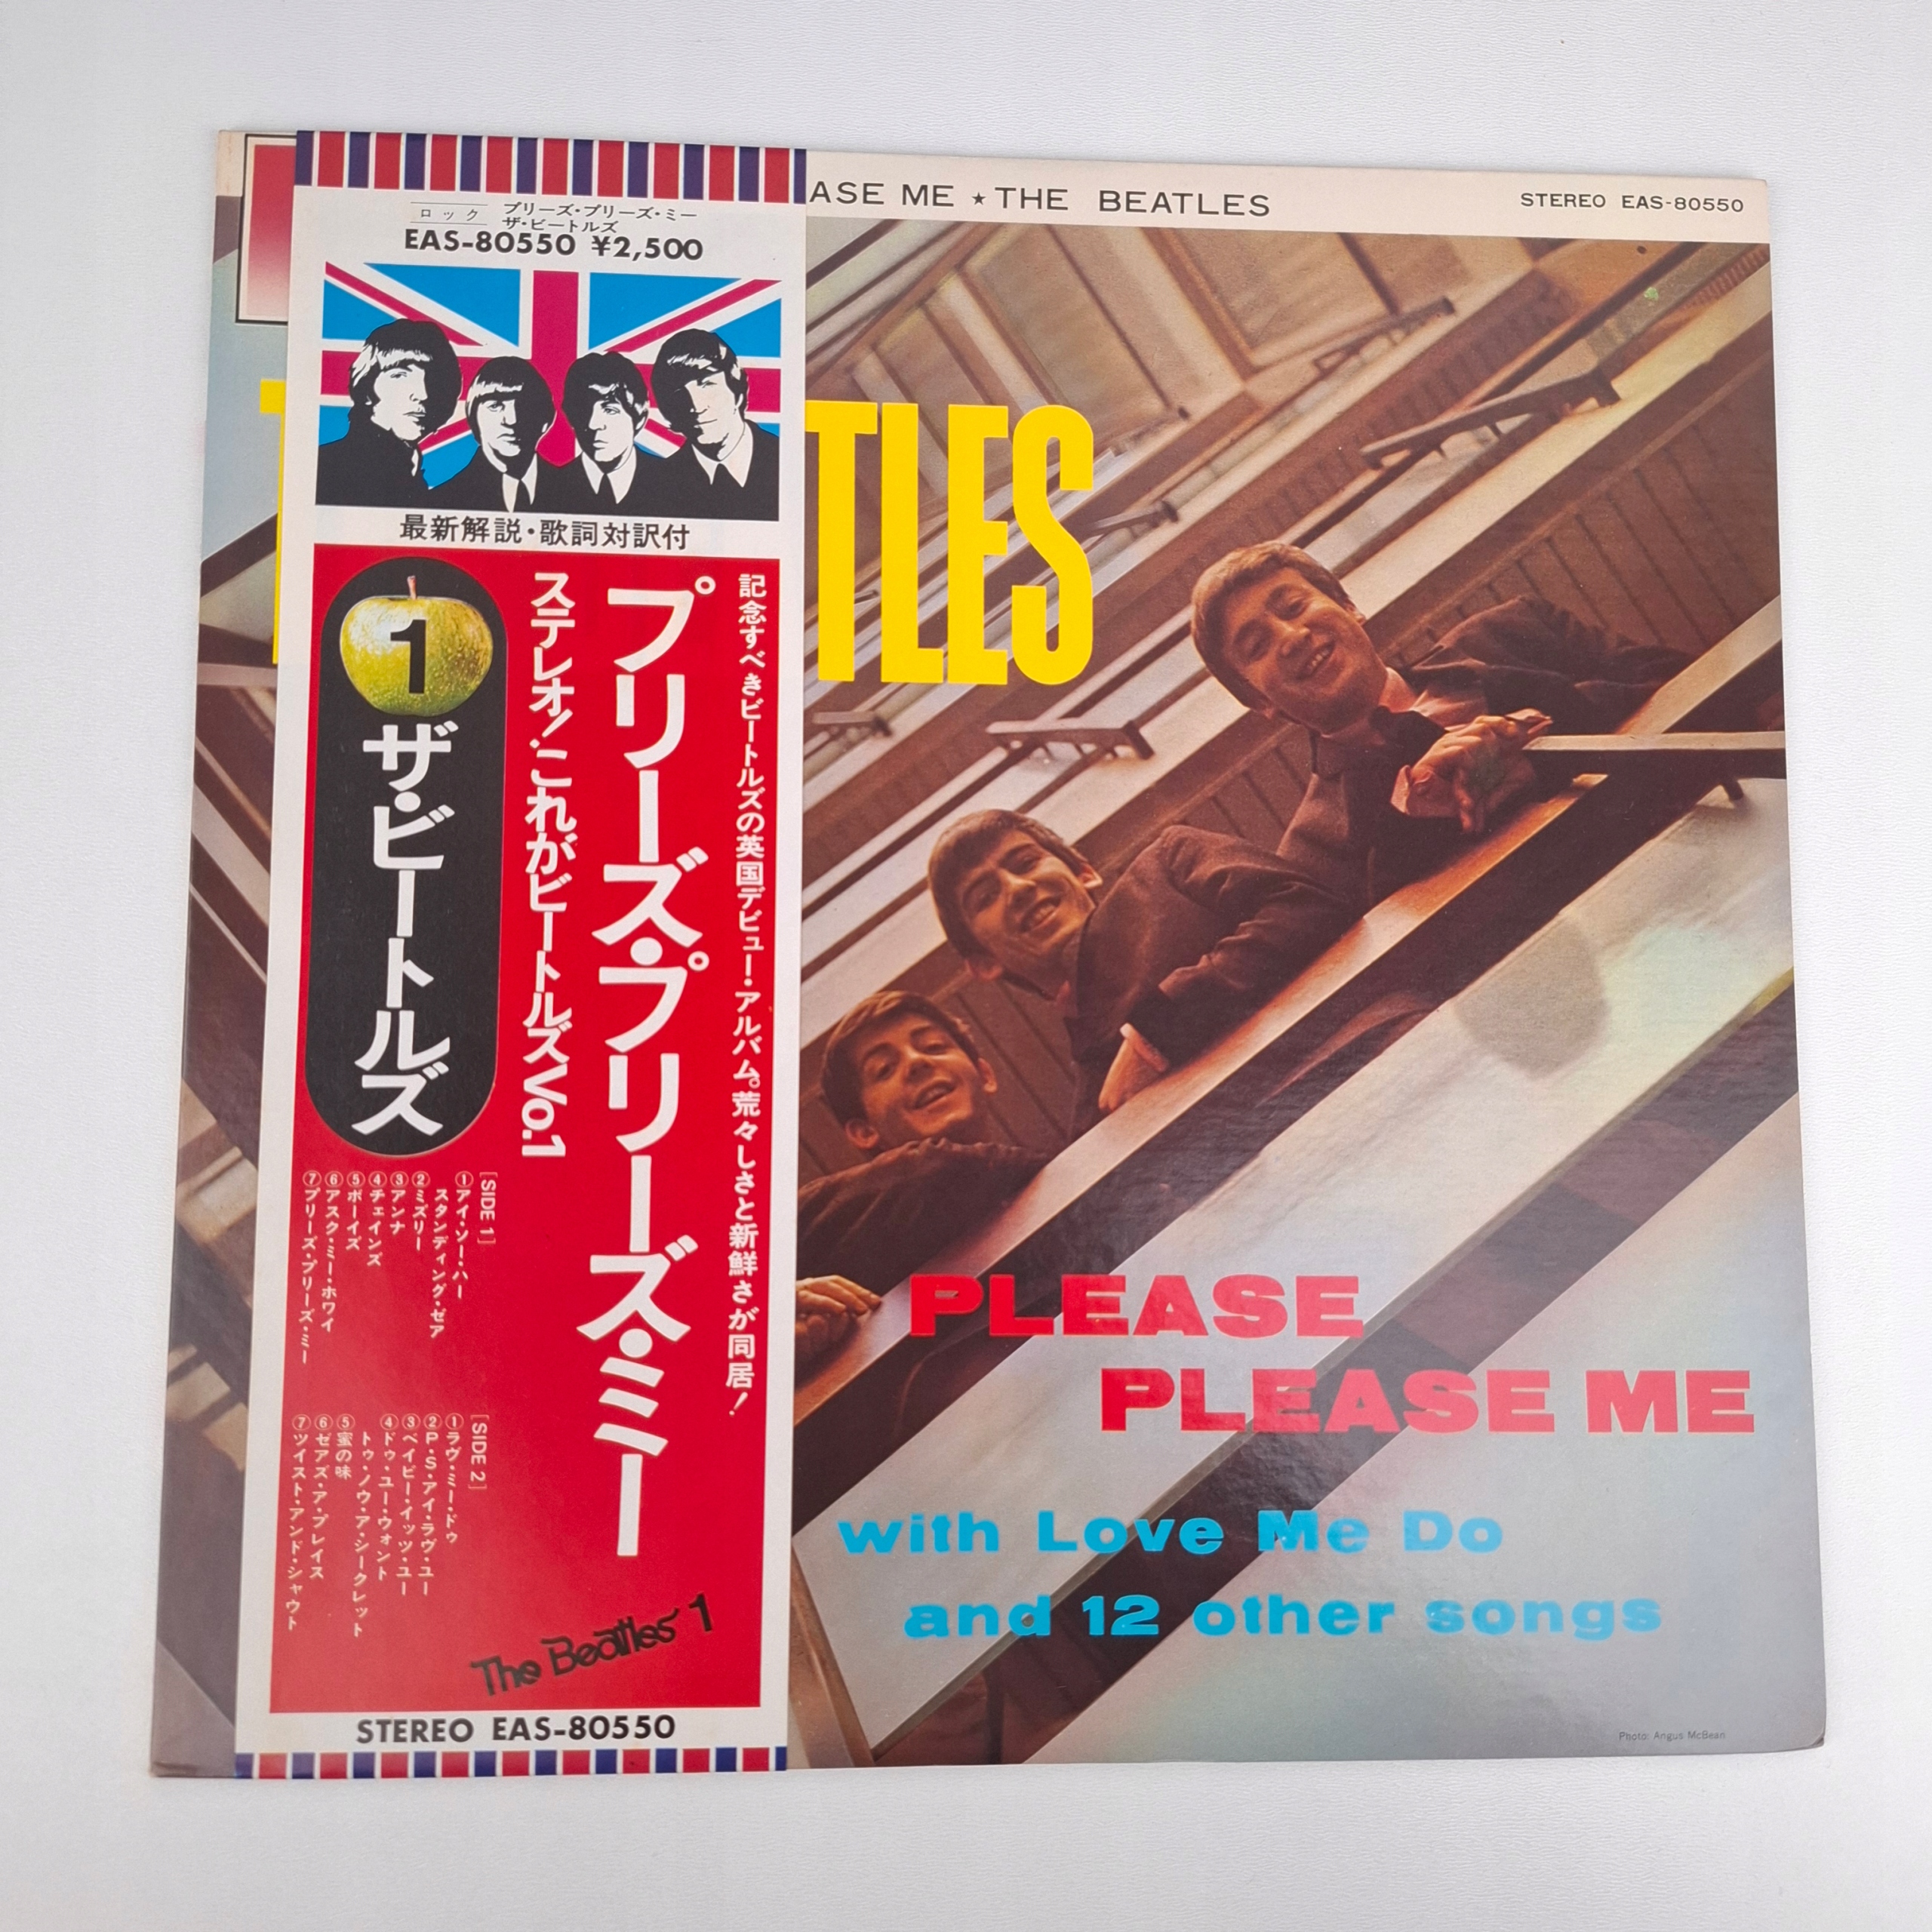 ASE ME ★ THE BEATLES
STEREO EAS-80550
ロック
プリーズ・プリーズ・ミー
ザ・ビートルズ
EAS-80550 ¥2,500
最新解説・歌詞対訳付
記念すべきビートルズの英国デビュー・アルバム。荒々しさと新鮮さが同居!
プリーズ・プリーズ・ミー
ステレオ!これがビートルズVo.1
1
ザ・ビートルズ
[SIDE 1]
①アイ・ソー・ハー
スタンディング・ゼア
②ミズリー
③アンナ
④チェインズ
⑤ボーイズ
⑥アスク・ミー・ホワイ
⑦プリーズ・プリーズ・ミー
[SIDE 2]
①ラヴ・ミー・ドゥ
②P・S・アイ・ラヴ・ユー
③ベイビー・イッツ・ユー
④ドゥ・ユー・ウォント
トゥ・ノウ・ア・シークレット
⑤蜜の味
⑥ゼアズ・ア・プレイス
⑦ツイスト・アンド・シャウト
The Beatles 1
STEREO EAS-80550
TLES
PLEASE
PLEASE ME
with Love Me Do
and 12 other songs
Photo: Angus McBean